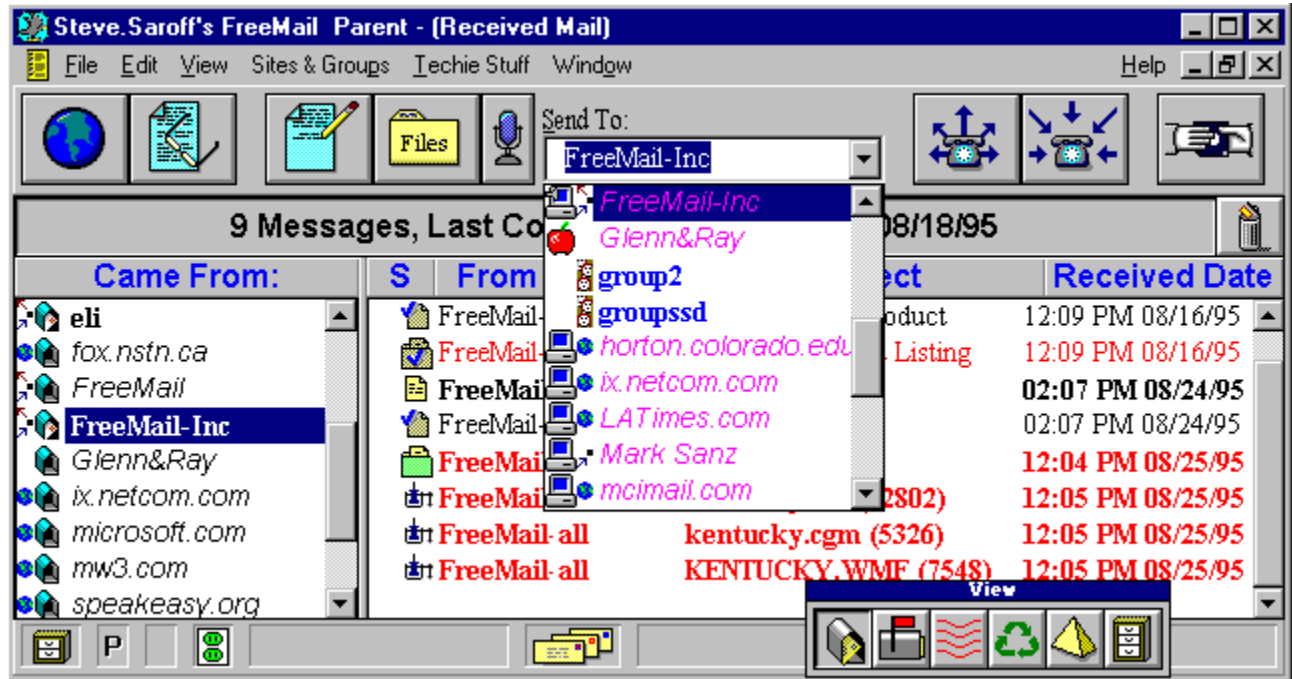 Steve.Saroff's FreeMail Parent - (Received Mail)
File Edit View Sites & Groups Techie Stuff Window Help
Files
Send To:
FreeMail-Inc
FreeMail-Inc
Glenn&Ray
group2
groupssd
horton.colorado.edu
ix.netcom.com
LATimes.com
Mark Sanz
mcimail.com
9 Messages, Last Co 08/18/95
Came From: S From ect Received Date
eli
fox.nstn.ca
FreeMail
FreeMail-Inc
Glenn&Ray
ix.netcom.com
microsoft.com
mw3.com
speakeasy.org
FreeMail- oduct 12:09 PM 08/16/95
FreeMail- Listing 12:09 PM 08/16/95
FreeMail 02:07 PM 08/24/95
FreeMail- 02:07 PM 08/24/95
FreeMail 12:04 PM 08/25/95
FreeMail 2802) 12:05 PM 08/25/95
FreeMail-all kentucky.cgm (5326) 12:05 PM 08/25/95
FreeMail-all KENTUCKY.WMF (7548) 12:05 PM 08/25/95
View
P